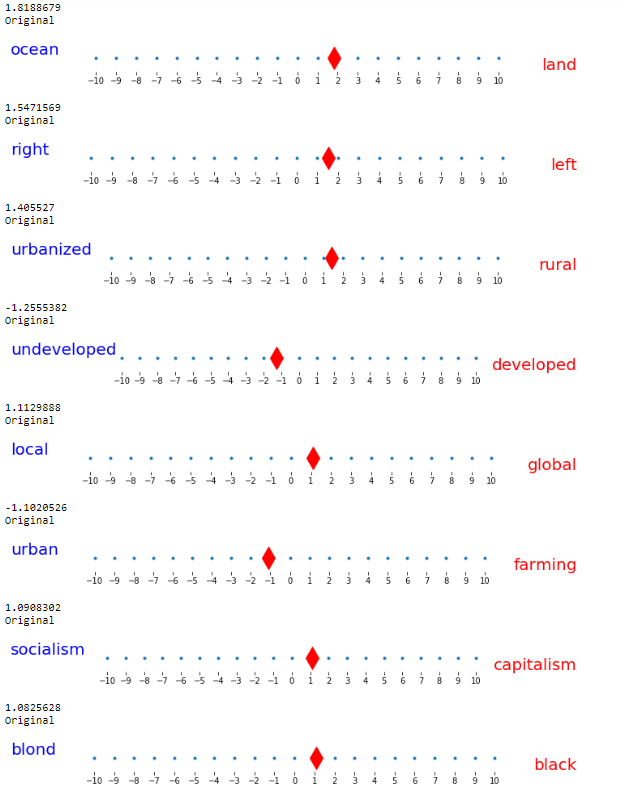 1.8188679
Original
ocean
land
−10 −9 −8 −7 −6 −5 −4 −3 −2 −1 0 1 2 3 4 5 6 7 8 9 10
1.5471569
Original
right
left
−10 −9 −8 −7 −6 −5 −4 −3 −2 −1 0 1 2 3 4 5 6 7 8 9 10
1.405527
Original
urbanized
rural
−10 −9 −8 −7 −6 −5 −4 −3 −2 −1 0 1 2 3 4 5 6 7 8 9 10
-1.2555382
Original
undeveloped
developed
−10 −9 −8 −7 −6 −5 −4 −3 −2 −1 0 1 2 3 4 5 6 7 8 9 10
1.1129888
Original
local
global
−10 −9 −8 −7 −6 −5 −4 −3 −2 −1 0 1 2 3 4 5 6 7 8 9 10
-1.1020526
Original
urban
farming
−10 −9 −8 −7 −6 −5 −4 −3 −2 −1 0 1 2 3 4 5 6 7 8 9 10
1.0908302
Original
socialism
capitalism
−10 −9 −8 −7 −6 −5 −4 −3 −2 −1 0 1 2 3 4 5 6 7 8 9 10
1.0825628
Original
blond
black
−10 −9 −8 −7 −6 −5 −4 −3 −2 −1 0 1 2 3 4 5 6 7 8 9 10